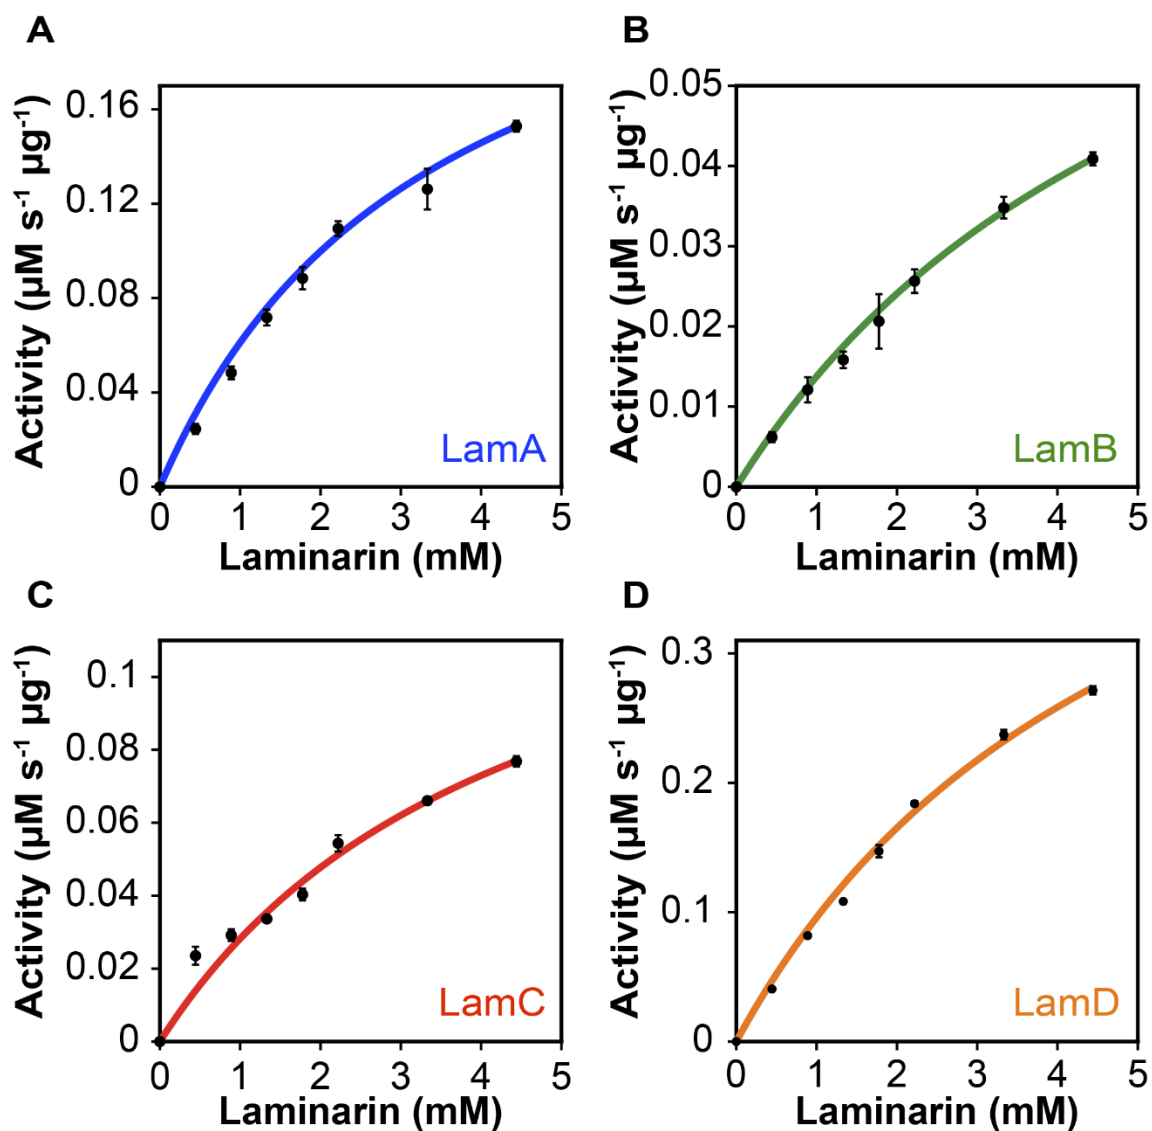 A
Activity (µM s⁻¹ µg⁻¹)
0.16
0.12
0.08
0.04
0
0 1 2 3 4 5
Laminarin (mM)
LamA
B
Activity (µM s⁻¹ µg⁻¹)
0.05
0.04
0.03
0.02
0.01
0
0 1 2 3 4 5
Laminarin (mM)
LamB
C
Activity (µM s⁻¹ µg⁻¹)
0.1
0.08
0.06
0.04
0.02
0
0 1 2 3 4 5
Laminarin (mM)
LamC
D
Activity (µM s⁻¹ µg⁻¹)
0.3
0.2
0.1
0
0 1 2 3 4 5
Laminarin (mM)
LamD